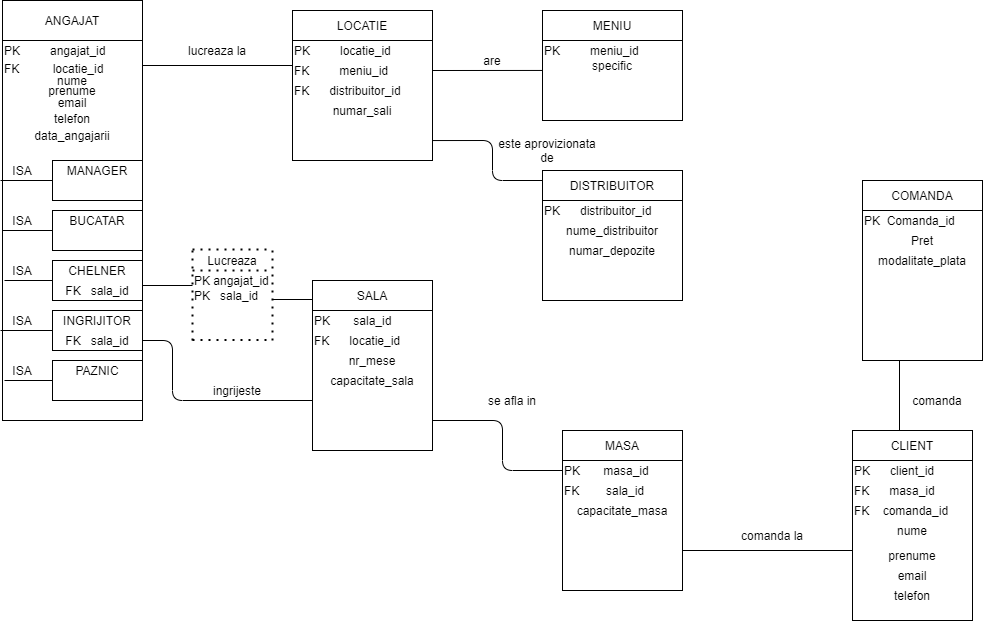 ANGAJAT
PK angajat_id
FK locatie_id
nume
prenume
email
telefon
data_angajarii
ISA MANAGER
ISA BUCATAR
ISA CHELNER
FK sala_id
ISA INGRIJITOR
FK sala_id
ISA PAZNIC
lucreaza la
LOCATIE
PK locatie_id
FK meniu_id
FK distribuitor_id
numar_sali
are
MENIU
PK meniu_id
specific
este aprovizionata
de
DISTRIBUITOR
PK distribuitor_id
nume_distribuitor
numar_depozite
Lucreaza
PK angajat_id
PK sala_id
ingrijeste
SALA
PK sala_id
FK locatie_id
nr_mese
capacitate_sala
se afla in
MASA
PK masa_id
FK sala_id
capacitate_masa
comanda la
COMANDA
PK Comanda_id
Pret
modalitate_plata
comanda
CLIENT
PK client_id
FK masa_id
FK comanda_id
nume
prenume
email
telefon